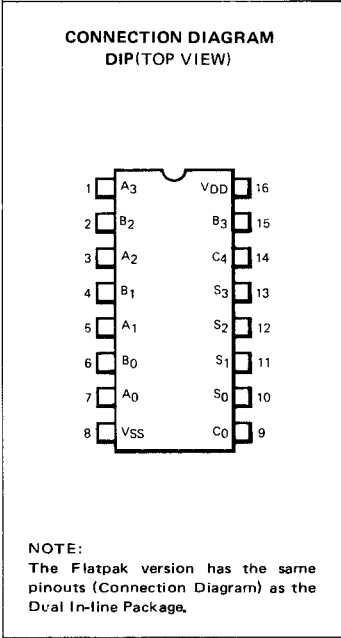 CONNECTION DIAGRAM
DIP(TOP VIEW)
1 A3 VDD 16
2 B2 B3 15
3 A2 C4 14
4 B1 S3 13
5 A1 S2 12
6 B0 S1 11
7 A0 S0 10
8 VSS C0 9
NOTE:
The Flatpak version has the same
pinouts (Connection Diagram) as the
Dual In-line Package.